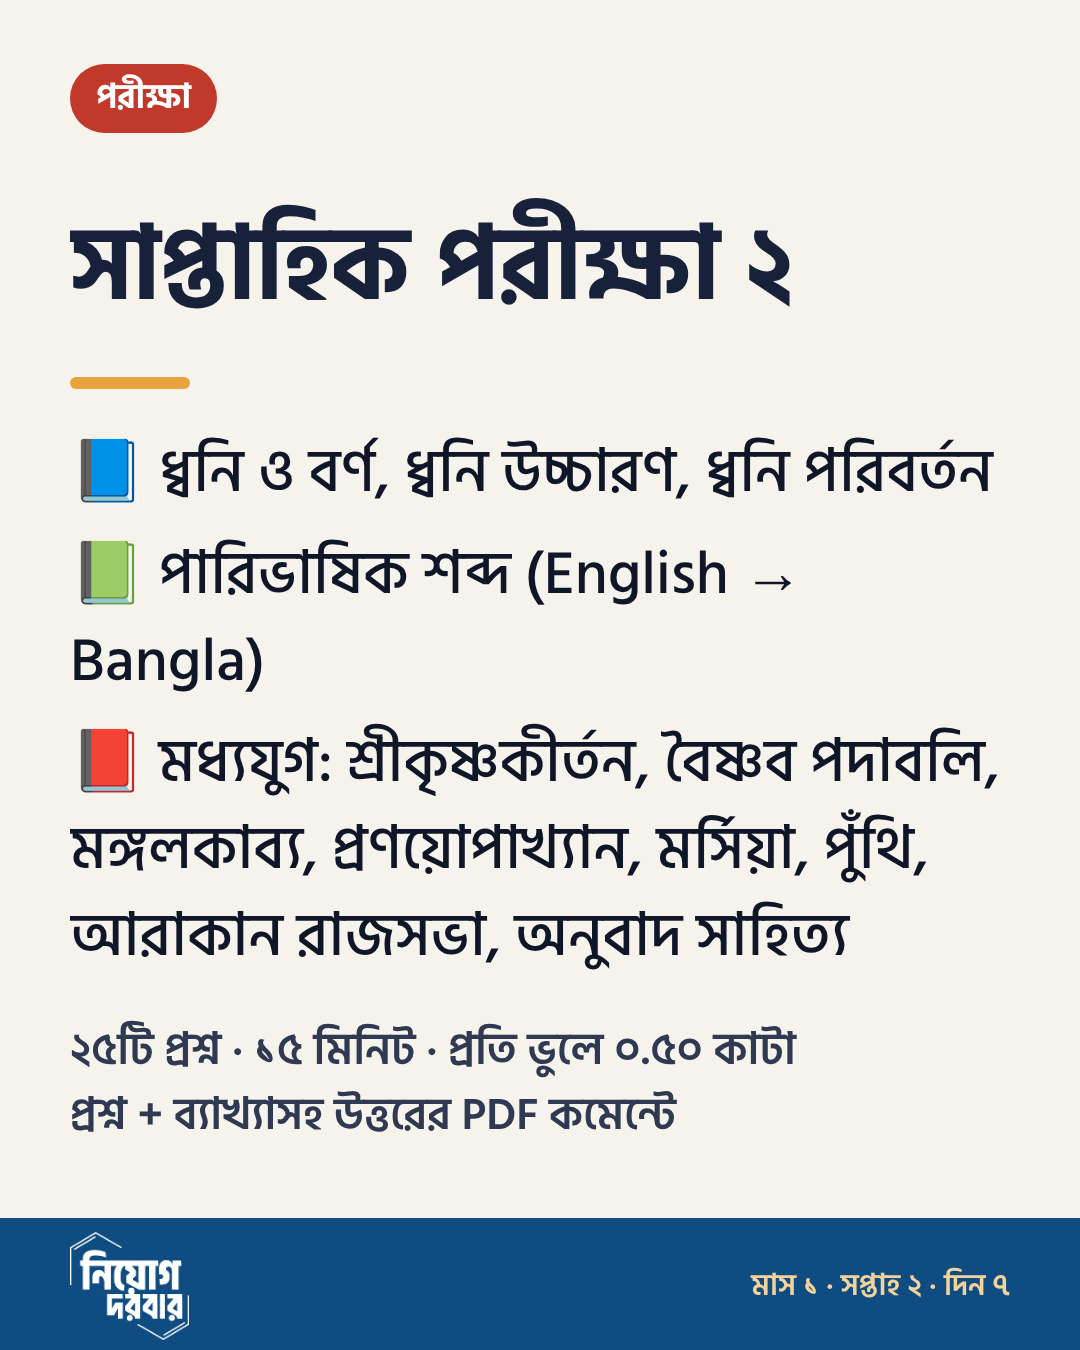 পরীক্ষা
সাপ্তাহিক পরীক্ষা ২
📘 ধ্বনি ও বর্ণ, ধ্বনি উচ্চারণ, ধ্বনি পরিবর্তন
📗 পারিভাষিক শব্দ (English →
Bangla)
📕 মধ্যযুগ: শ্রীকৃষ্ণকীর্তন, বৈষ্ণব পদাবলি,
মঙ্গলকাব্য, প্রণয়োপাখ্যান, মর্সিয়া, পুঁথি,
আরাকান রাজসভা, অনুবাদ সাহিত্য
২৫টি প্রশ্ন · ১৫ মিনিট · প্রতি ভুলে ০.৫০ কাটা
প্রশ্ন + ব্যাখ্যাসহ উত্তরের PDF কমেন্টে
নিয়োগ
দরবার
মাস ১ · সপ্তাহ ২ · দিন ৭